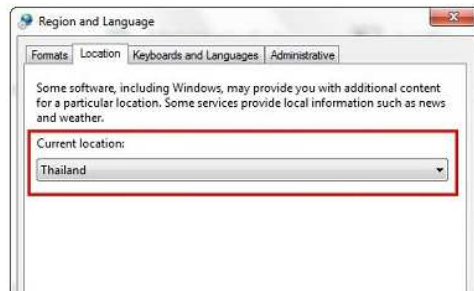 Region and Language
Formats Location Keyboards and Languages Administrative
Some software, including Windows, may provide you with additional content
for a particular location. Some services provide local information such as news
and weather.
Current location:
Thailand